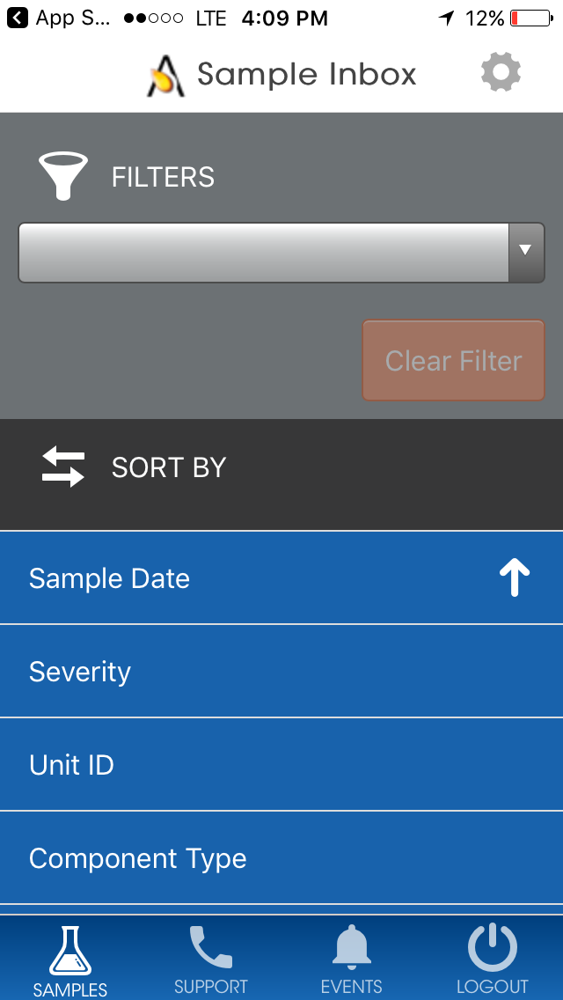 App S... LTE 4:09 PM 12%
Sample Inbox
FILTERS
Clear Filter
SORT BY
Sample Date
Severity
Unit ID
Component Type
SAMPLES SUPPORT EVENTS LOGOUT